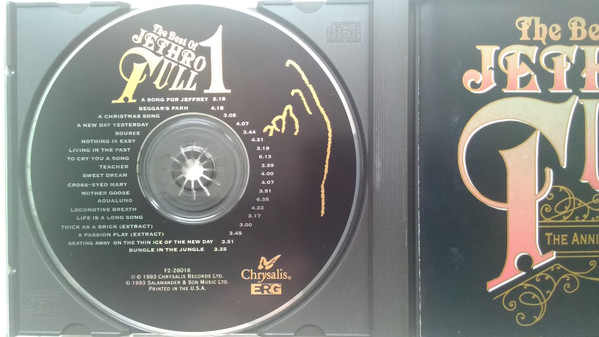 The Best Of
JETHRO
TULL 1
A SONG FOR JEFFREY 3.18
BEGGAR'S FARM 4.18
A CHRISTMAS SONG 3.05
A NEW DAY YESTERDAY 4.07
BOUREE 3.44
NOTHING IS EASY 4.21
LIVING IN THE PAST 3.18
TO CRY YOU A SONG 6.13
TEACHER 3.59
SWEET DREAM 4.00
CROSS-EYED MARY 4.07
MOTHER GOOSE 3.51
AQUALUNG 6.35
LOCOMOTIVE BREATH 4.22
LIFE IS A LONG SONG 3.17
THICK AS A BRICK (EXTRACT) 3.00
A PASSION PLAY (EXTRACT) 3.45
SKATING AWAY ON THE THIN ICE OF THE NEW DAY 3.51
BUNGLE IN THE JUNGLE 3.35
F2-26016
℗ © 1993 CHRYSALIS RECORDS LTD.
© 1993 SALAMANDER & SON MUSIC LTD.
PRINTED IN THE U.S.A.
Chrysalis®
ERG
The Be
JETH
TU
THE ANNI